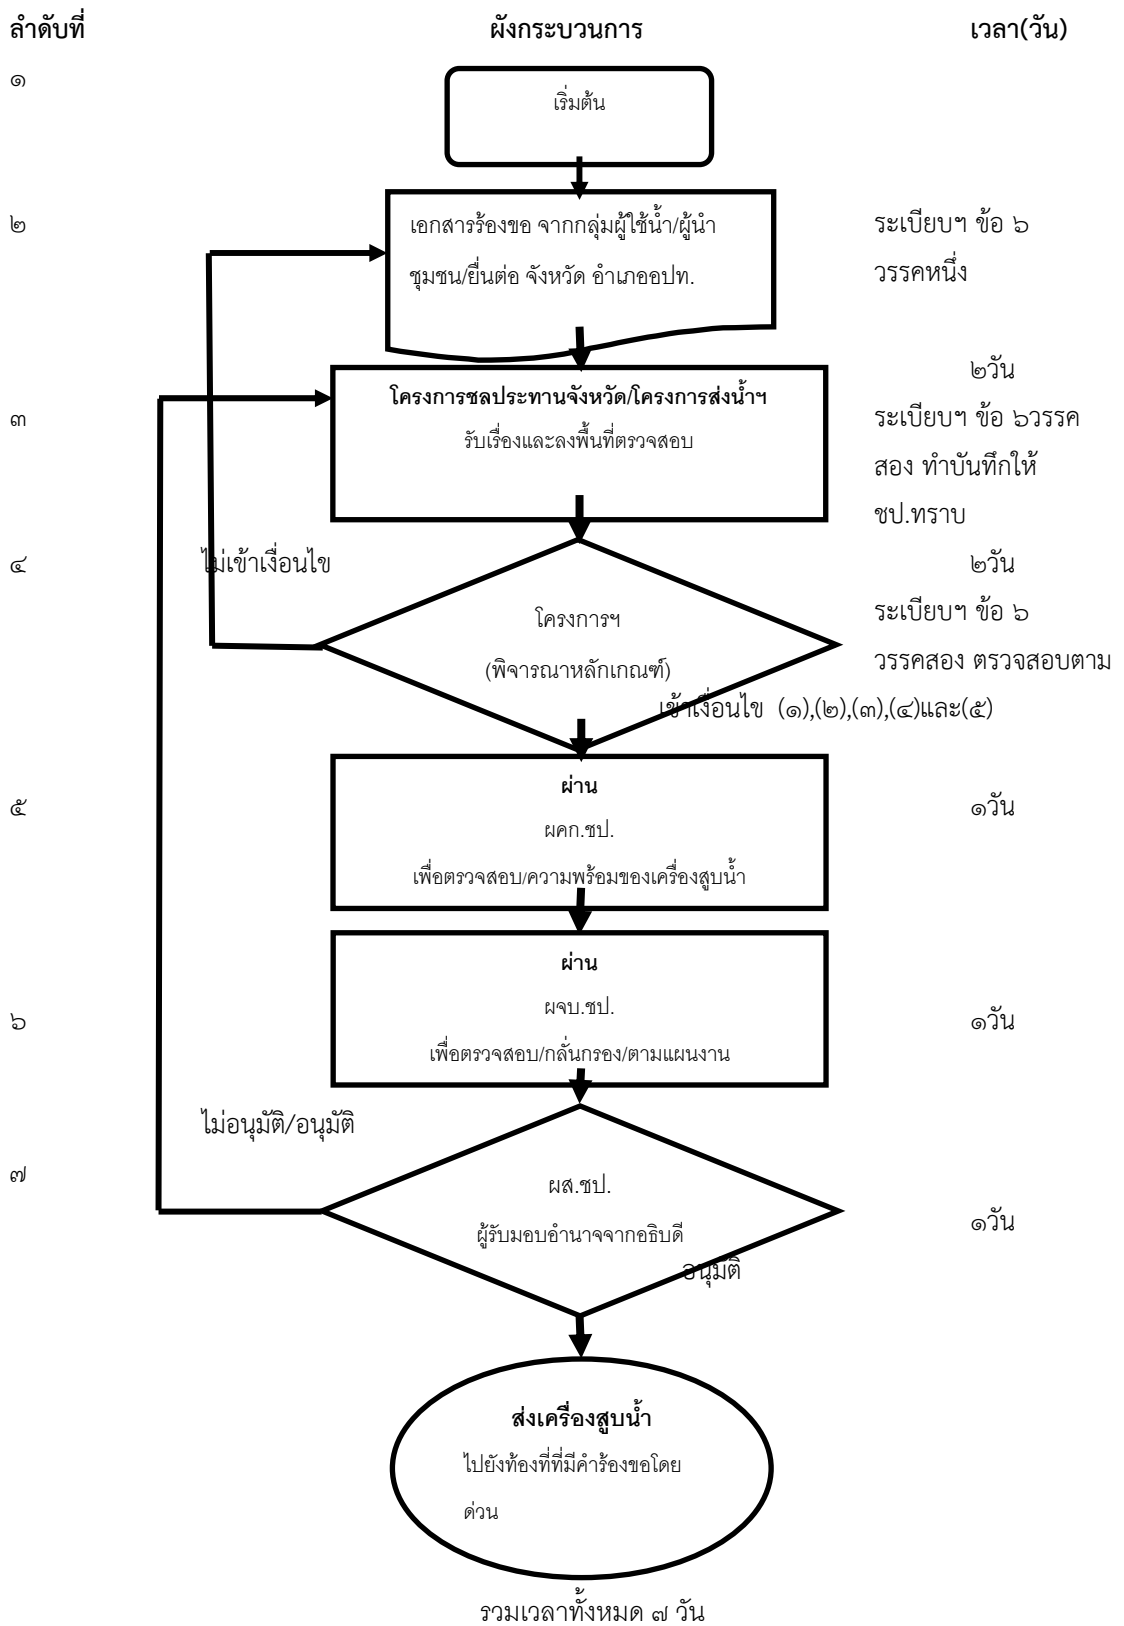 ลำดับที่ ผังกระบวนการ เวลา(วัน)
๑
เริ่มต้น
๒
เอกสารร้องขอ จากกลุ่มผู้ใช้น้ำ/ผู้นำ
ชุมชน/ยื่นต่อ จังหวัด อำเภออปท.
ระเบียบฯ ข้อ ๖
วรรคหนึ่ง
๓
โครงการชลประทานจังหวัด/โครงการส่งน้ำฯ
รับเรื่องและลงพื้นที่ตรวจสอบ
๒วัน
ระเบียบฯ ข้อ ๖วรรค
สอง ทำบันทึกให้
ชป.ทราบ
๔
ไม่เข้าเงื่อนไข
โครงการฯ
(พิจารณาหลักเกณฑ์)
๒วัน
ระเบียบฯ ข้อ ๖
วรรคสอง ตรวจสอบตาม
เข้าเงื่อนไข (๑),(๒),(๓),(๔)และ(๕)
๕
ผ่าน
ผคก.ชป.
เพื่อตรวจสอบ/ความพร้อมของเครื่องสูบน้ำ
๑วัน
๖
ผ่าน
ผจบ.ชป.
เพื่อตรวจสอบ/กลั่นกรอง/ตามแผนงาน
๑วัน
ไม่อนุมัติ/อนุมัติ
๗
ผส.ชป.
ผู้รับมอบอำนาจจากอธิบดี
๑วัน
อนุมัติ
ส่งเครื่องสูบน้ำ
ไปยังท้องที่ที่มีคำร้องขอโดย
ด่วน
รวมเวลาทั้งหมด ๗ วัน